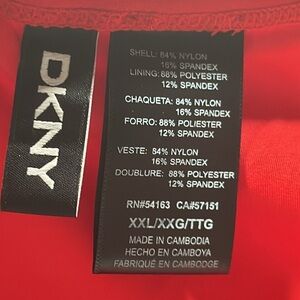 DKNY
SHELL: 84% NYLON
16% SPANDEX
LINING: 88% POLYESTER
12% SPANDEX
CHAQUETA: 84% NYLON
16% SPANDEX
FORRO: 88% POLIESTER
12% SPANDEX
VESTE: 84% NYLON
16% SPANDEX
DOUBLURE: 88% POLYESTER
12% SPANDEX
RN#54163 CA#57151
XXL/XXG/TTG
MADE IN CAMBODIA
HECHO EN CAMBOYA
FABRIQUÉ EN CAMBODGE